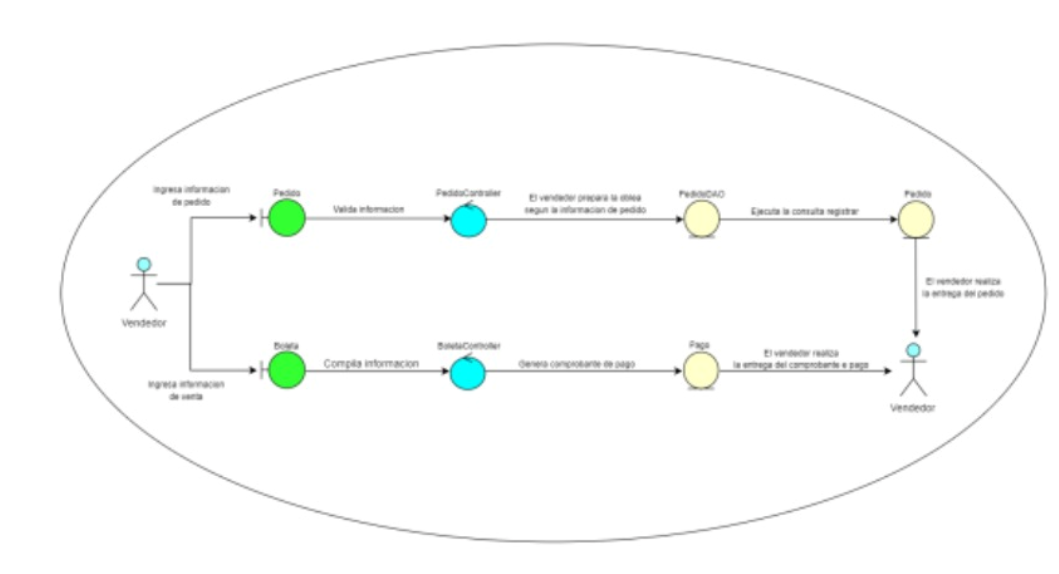 Ingresa informacion
de pedido
Pedido
Valida informacion
PedidoController
El vendedor prepara la
segun la informacion de pedido
PedidoDAO
Ejecuta la consulta registrar
Pedido
El vendedor realiza
la entrega del pedido
Vendedor
Boleta
Compila informacion
BoletaController
Genera comprobante de pago
Pago
El vendedor realiza
la entrega del comprobante e pago
Ingresa informacion
de venta
Vendedor